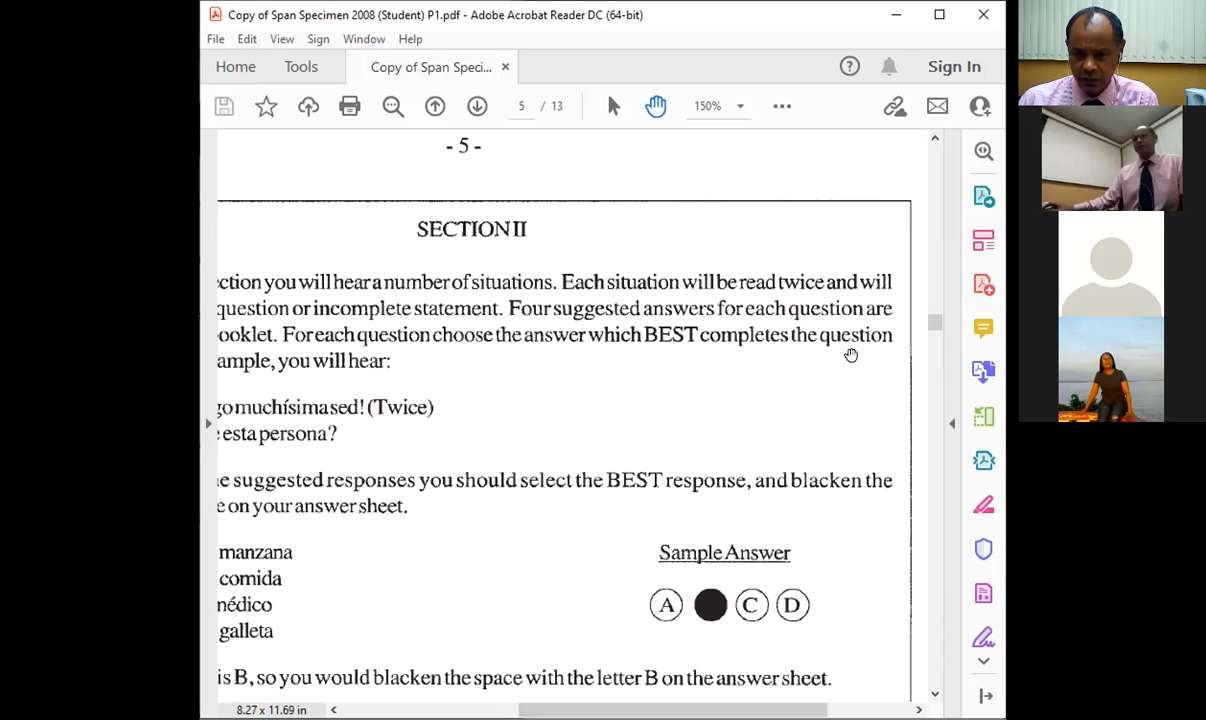 Copy of Span Specimen 2008 (Student) P1.pdf - Adobe Acrobat Reader DC (64-bit)
File Edit View Sign Window Help
Home Tools Copy of Span Speci... Sign In
5 / 13 150%
- 5 -
SECTION II
ction you will hear a number of situations. Each situation will be read twice and will
question or incomplete statement. Four suggested answers for each question are
ooklet. For each question choose the answer which BEST completes the question
ample, you will hear:
go muchísima sed! (Twice)
e esta persona?
e suggested responses you should select the BEST response, and blacken the
e on your answer sheet.
manzana
comida
médico
galleta
Sample Answer
A C D
is B, so you would blacken the space with the letter B on the answer sheet.
8.27 x 11.69 in